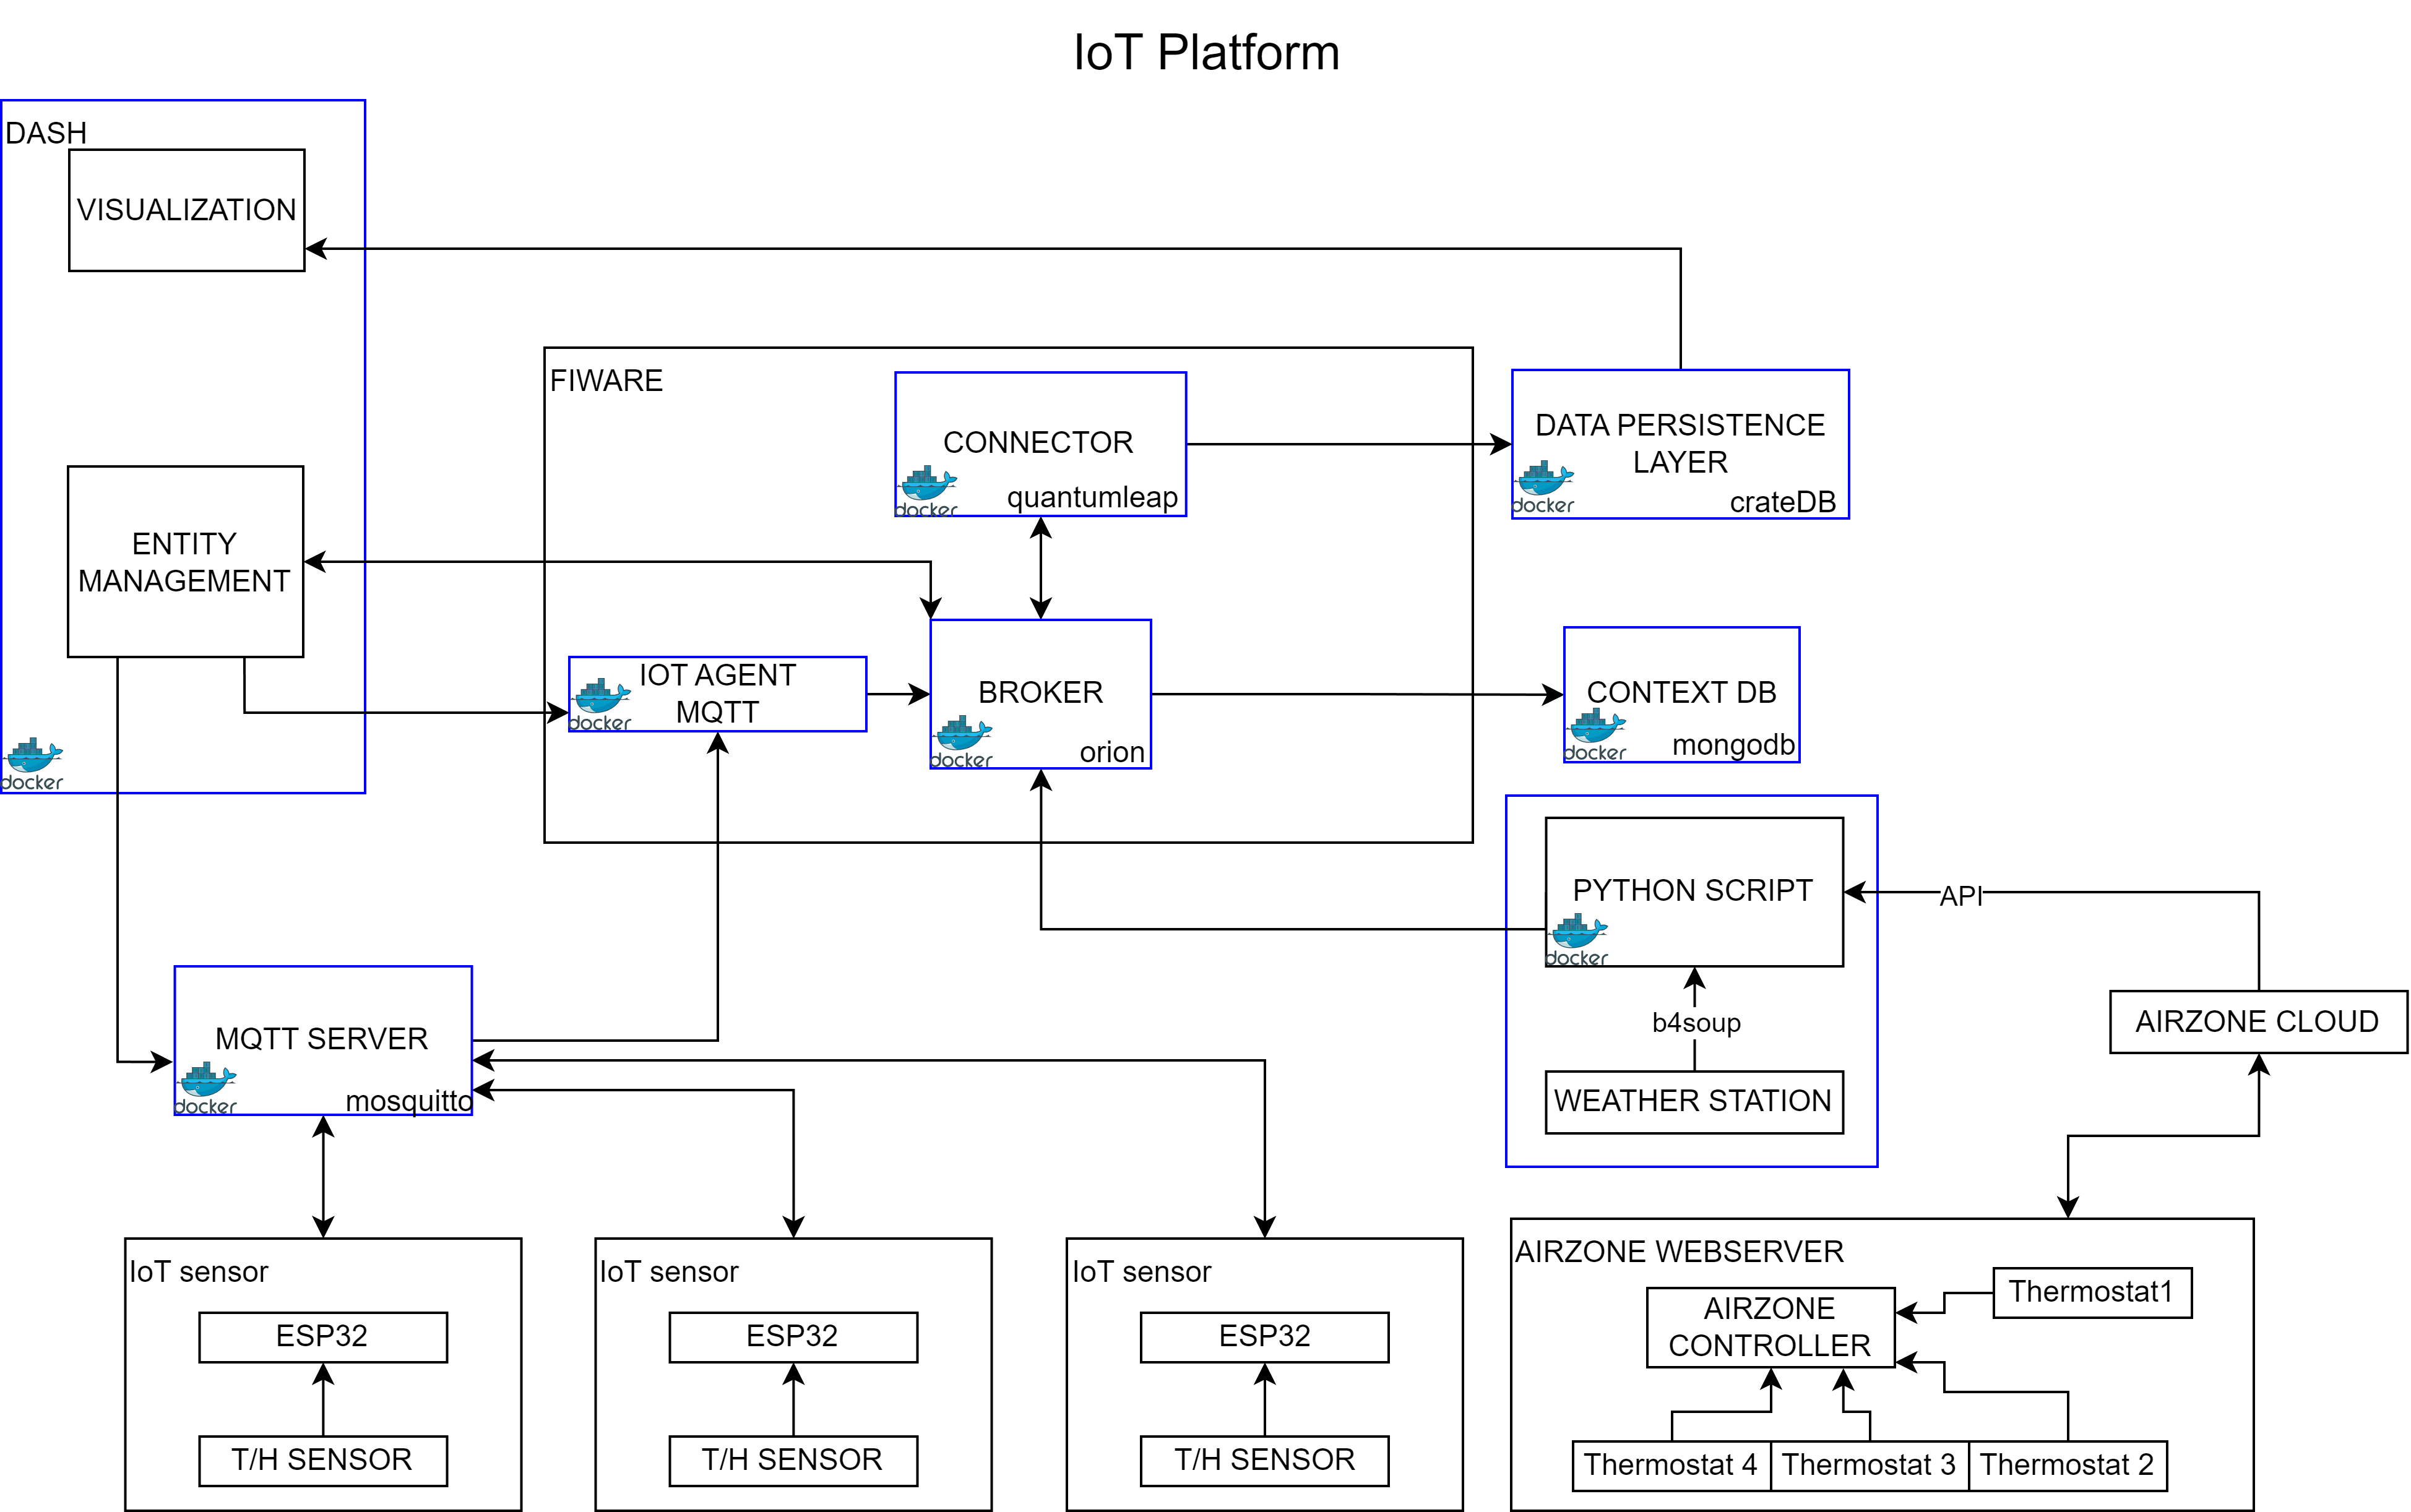 IoT Platform
DASH
VISUALIZATION
ENTITY
MANAGEMENT
docker
FIWARE
CONNECTOR
quantumleap
docker
DATA PERSISTENCE
LAYER
crateDB
docker
IOT AGENT
MQTT
docker
BROKER
orion
docker
CONTEXT DB
mongodb
docker
PYTHON SCRIPT
docker
API
b4soup
WEATHER STATION
AIRZONE CLOUD
MQTT SERVER
mosquitto
docker
IoT sensor
ESP32
T/H SENSOR
IoT sensor
ESP32
T/H SENSOR
IoT sensor
ESP32
T/H SENSOR
AIRZONE WEBSERVER
AIRZONE
CONTROLLER
Thermostat1
Thermostat 4
Thermostat 3
Thermostat 2